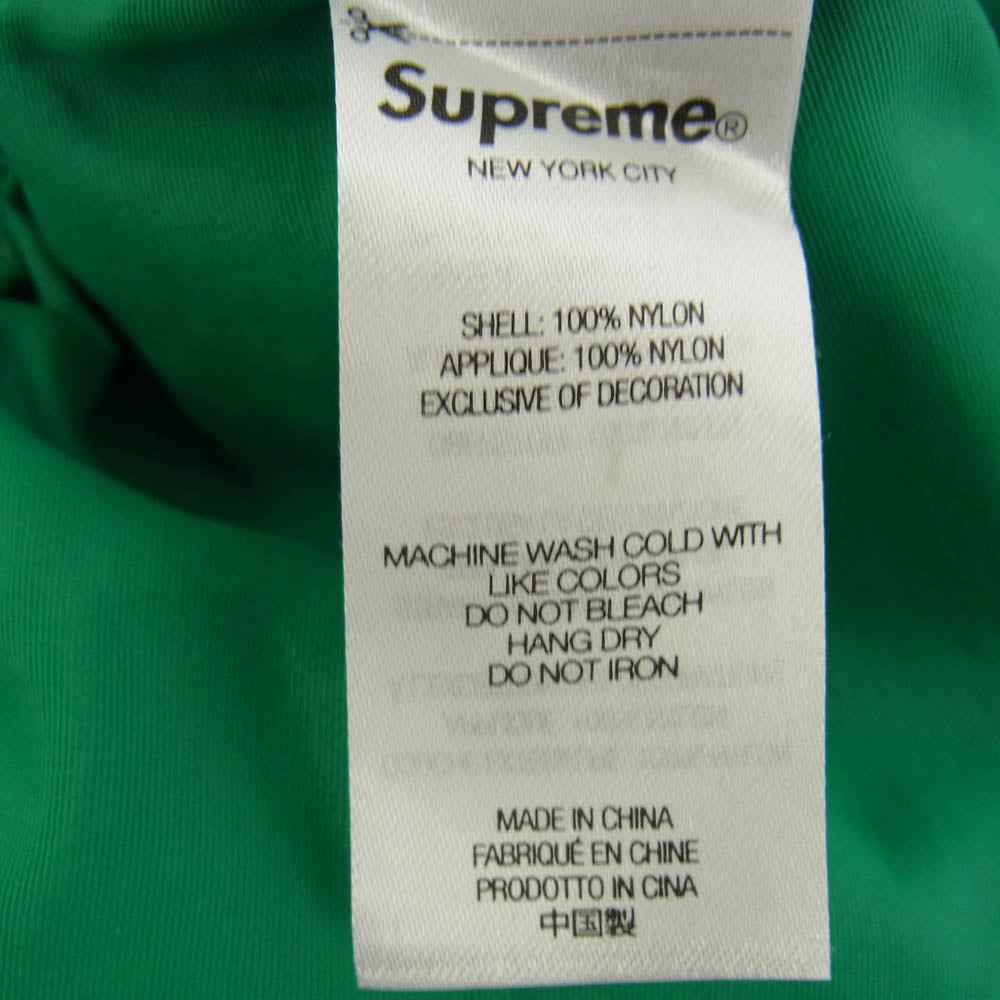 Supreme®
NEW YORK CITY
SHELL: 100% NYLON
APPLIQUE: 100% NYLON
EXCLUSIVE OF DECORATION
MACHINE WASH COLD WITH
LIKE COLORS
DO NOT BLEACH
HANG DRY
DO NOT IRON
MADE IN CHINA
FABRIQUÉ EN CHINE
PRODOTTO IN CINA
中国製